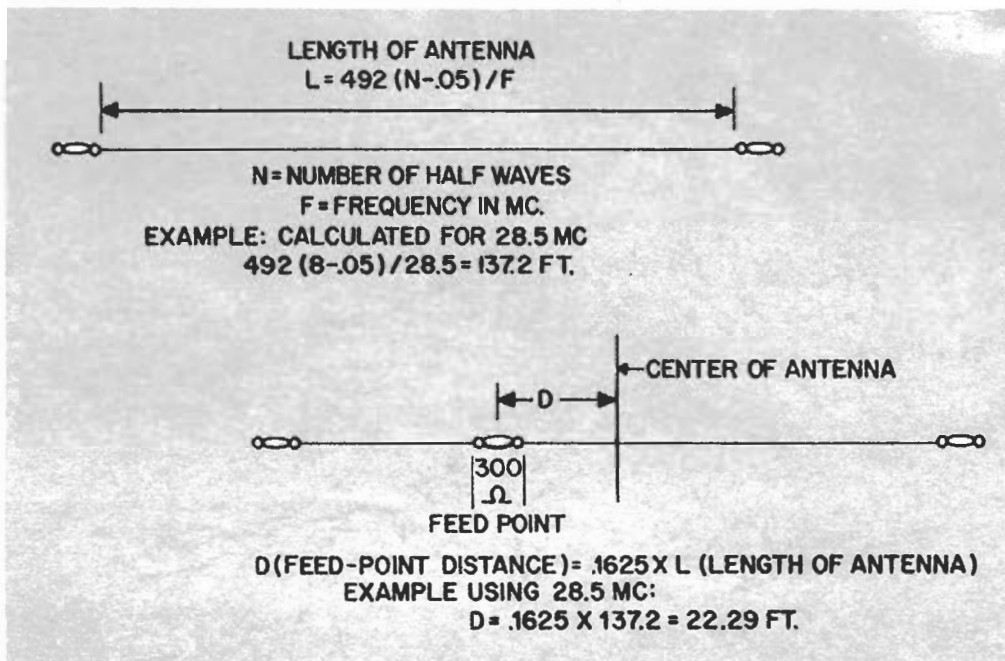 LENGTH OF ANTENNA
L = 492 (N-.05)/F
N = NUMBER OF HALF WAVES
F = FREQUENCY IN MC.
EXAMPLE: CALCULATED FOR 28.5 MC
492 (8-.05)/28.5 = 137.2 FT.
CENTER OF ANTENNA
D
300
Ω
FEED POINT
D (FEED-POINT DISTANCE) = .1625 X L (LENGTH OF ANTENNA)
EXAMPLE USING 28.5 MC:
D = .1625 X 137.2 = 22.29 FT.